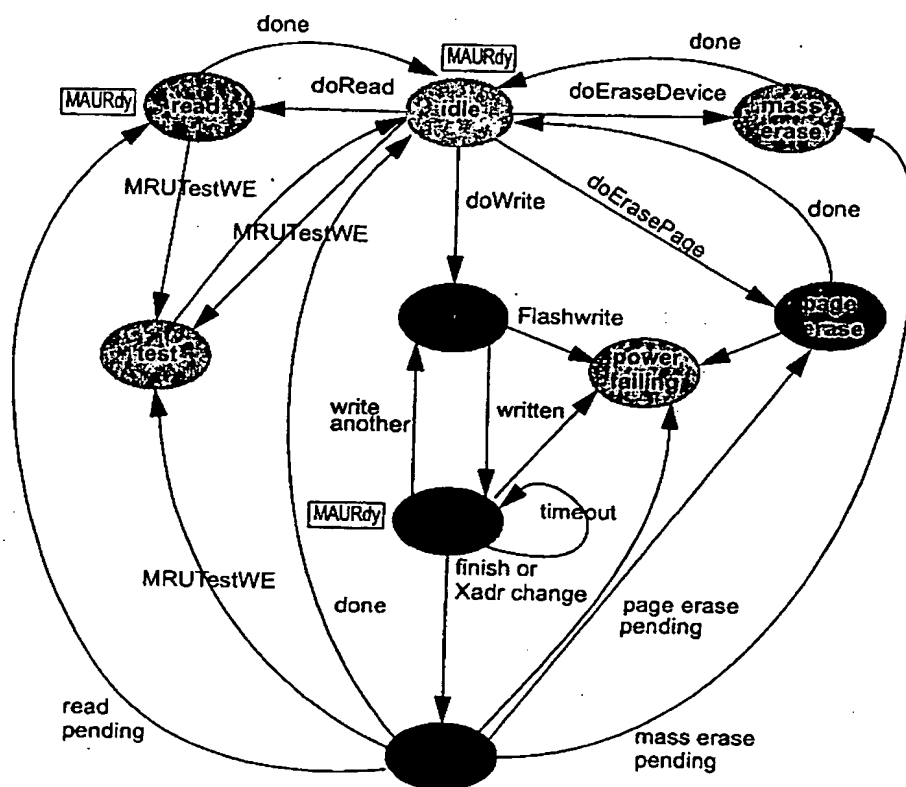 done
MAURdy
done
MAURdy
read
doRead
idle
doEraseDevice
mass
erase
MRUTestWE
MRUTestWE
doWrite
doErasePage
done
test
Flashwrite
page
erase
power
failing
write
another
written
MAURdy
timeout
MRUTestWE
done
finish or
Xadr change
page erase
pending
read
pending
mass erase
pending